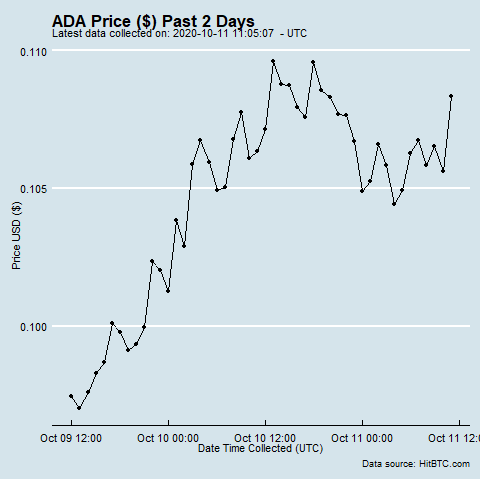 ADA Price ($) Past 2 Days
Latest data collected on: 2020-10-11 11:05:07  - UTC
0.110
0.105
0.100
Price USD ($)
Oct 09 12:00 Oct 10 00:00 Oct 10 12:00 Oct 11 00:00 Oct 11 12:0
Date Time Collected (UTC)
Data source: HitBTC.com